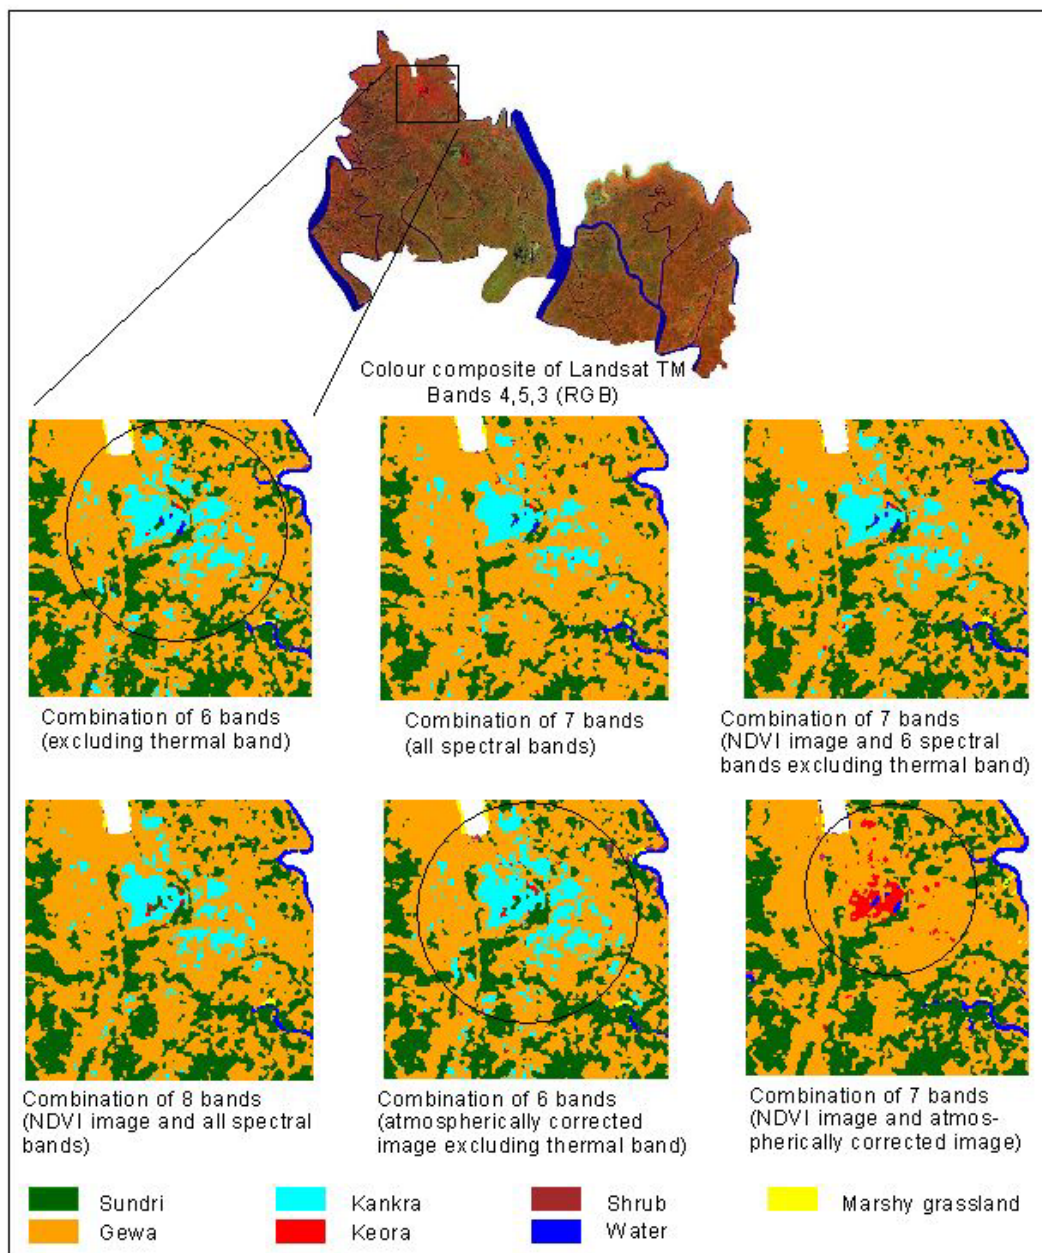 Colour composite of Landsat TM
Bands 4,5,3 (RGB)
Combination of 6 bands
(excluding thermal band)
Combination of 7 bands
(all spectral bands)
Combination of 7 bands
(NDVI image and 6 spectral
bands excluding thermal band)
Combination of 8 bands
(NDVI image and all spectral
bands)
Combination of 6 bands
(atmospherically corrected
image excluding thermal band)
Combination of 7 bands
(NDVI image and atmos-
pherically corrected image)
Sundri
Kankra
Shrub
Marshy grassland
Gewa
Keora
Water